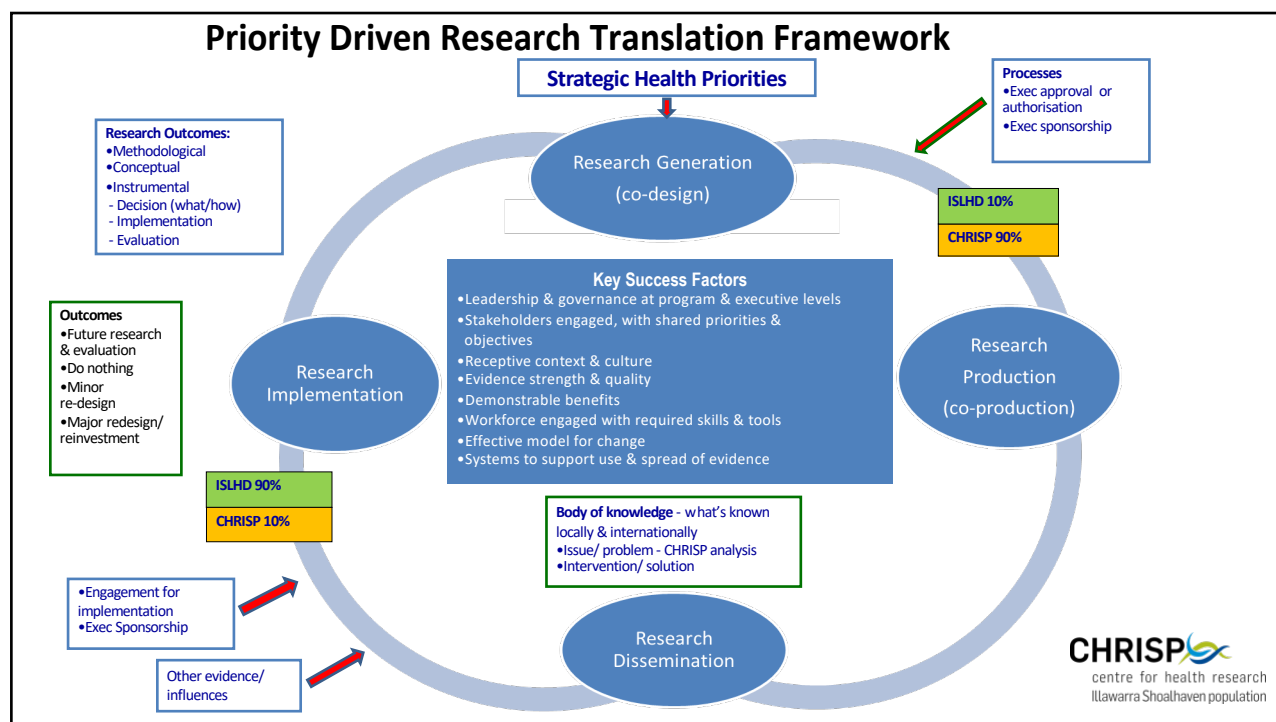 Priority Driven Research Translation Framework
Strategic Health Priorities
Processes
•Exec approval or
authorisation
•Exec sponsorship
Research Outcomes:
•Methodological
•Conceptual
•Instrumental
- Decision (what/how)
- Implementation
- Evaluation
Research Generation
(co-design)
ISLHD 10%
CHRISP 90%
Key Success Factors
•Leadership & governance at program & executive levels
•Stakeholders engaged, with shared priorities &
objectives
•Receptive context & culture
•Evidence strength & quality
•Demonstrable benefits
•Workforce engaged with required skills & tools
•Effective model for change
•Systems to support use & spread of evidence
Outcomes
•Future research
& evaluation
•Do nothing
•Minor
re-design
•Major redesign/
reinvestment
Research
Implementation
Research
Production
(co-production)
ISLHD 90%
CHRISP 10%
Body of knowledge - what's known
locally & internationally
•Issue/ problem - CHRISP analysis
•Intervention/ solution
•Engagement for
implementation
•Exec Sponsorship
Research
Dissemination
Other evidence/
influences
CHRISP
centre for health research
Illawarra Shoalhaven population